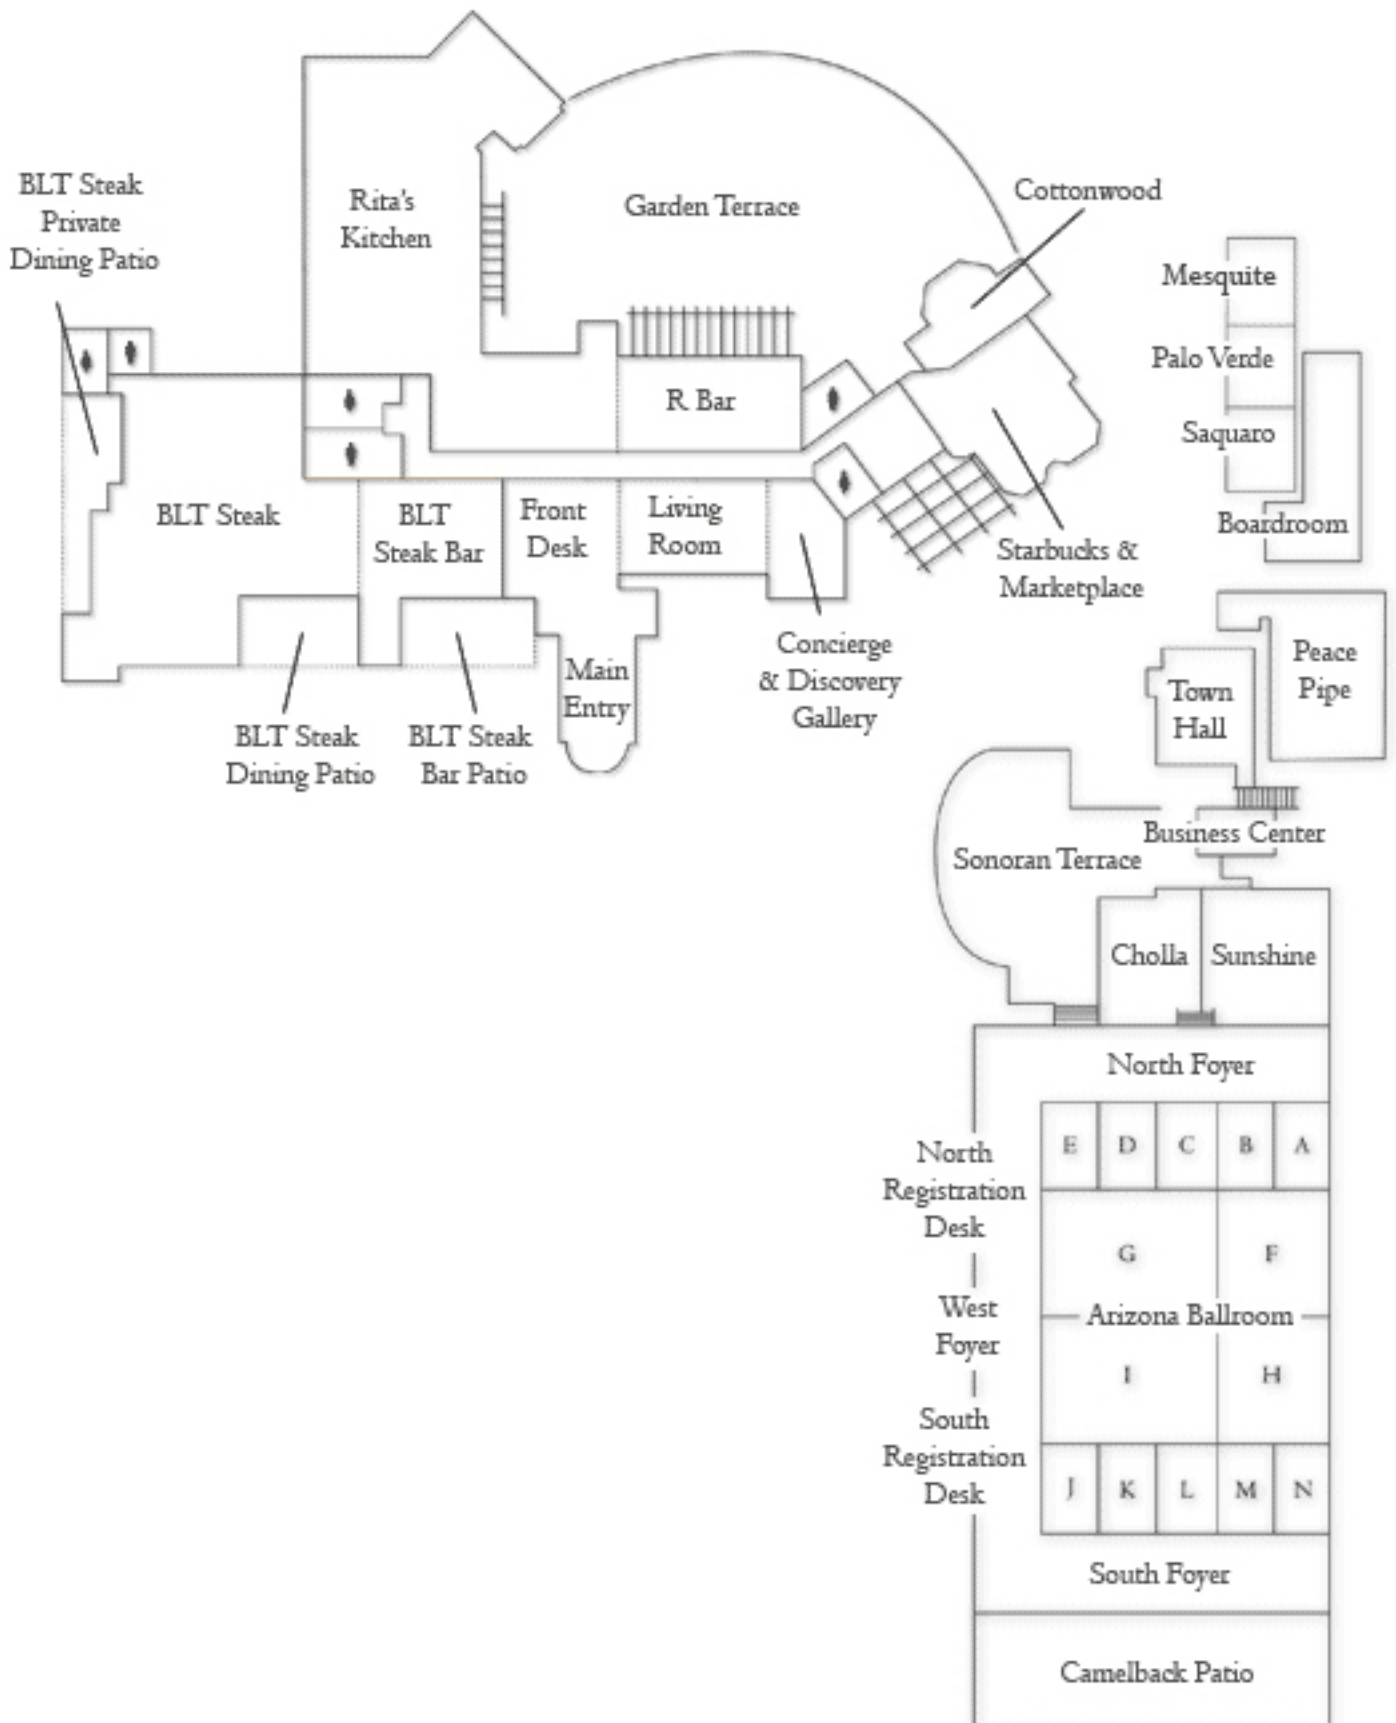 BLT Steak
Private
Dining Patio
Rita's
Kitchen
Garden Terrace
Cottonwood
Mesquite
Palo Verde
Saquaro
Boardroom
R Bar
BLT Steak
BLT
Steak Bar
Front
Desk
Living
Room
Starbucks &
Marketplace
Concierge
& Discovery
Gallery
Main
Entry
BLT Steak
Dining Patio
BLT Steak
Bar Patio
Peace
Pipe
Town
Hall
Business Center
Sonoran Terrace
Cholla
Sunshine
North Foyer
E D C B A
North
Registration
Desk
G F
West
Foyer
Arizona Ballroom
I H
South
Registration
Desk
J K L M N
South Foyer
Camelback Patio